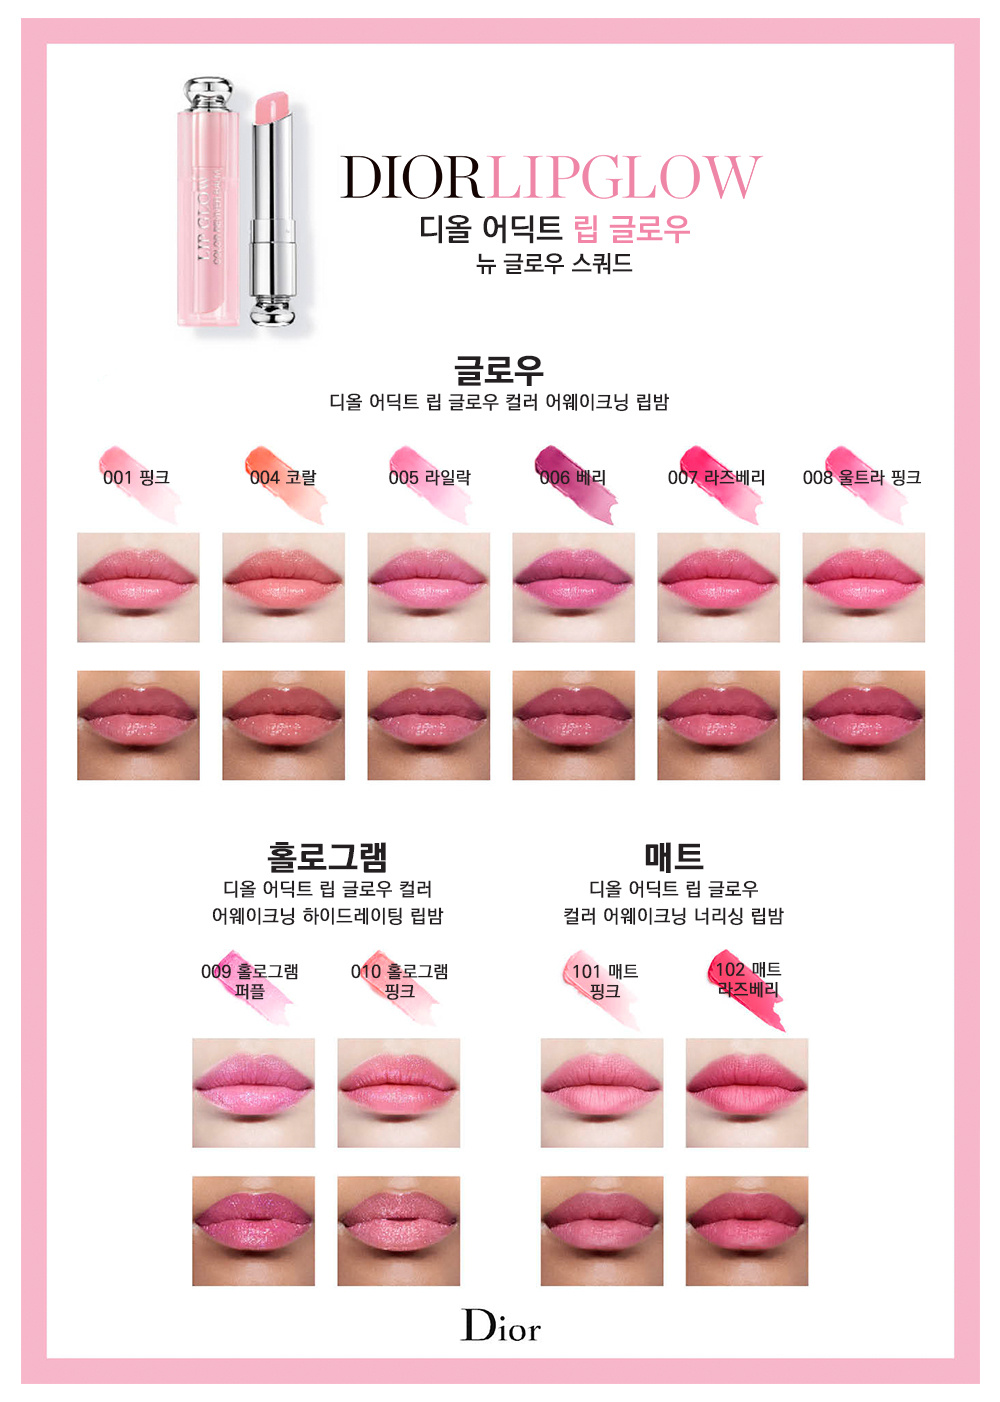 LIP GLOW
DIORLIPGLOW
디올 어딕트 립 글로우
뉴 글로우 스쿼드
글로우
디올 어딕트 립 글로우 컬러 어웨이크닝 립밤
001 핑크
004 코랄
005 라일락
006 베리
007 라즈베리
008 울트라 핑크
홀로그램
디올 어딕트 립 글로우 컬러
어웨이크닝 하이드레이팅 립밤
매트
디올 어딕트 립 글로우
컬러 어웨이크닝 너리싱 립밤
009 홀로그램
퍼플
010 홀로그램
핑크
101 매트
핑크
102 매트
라즈베리
Dior